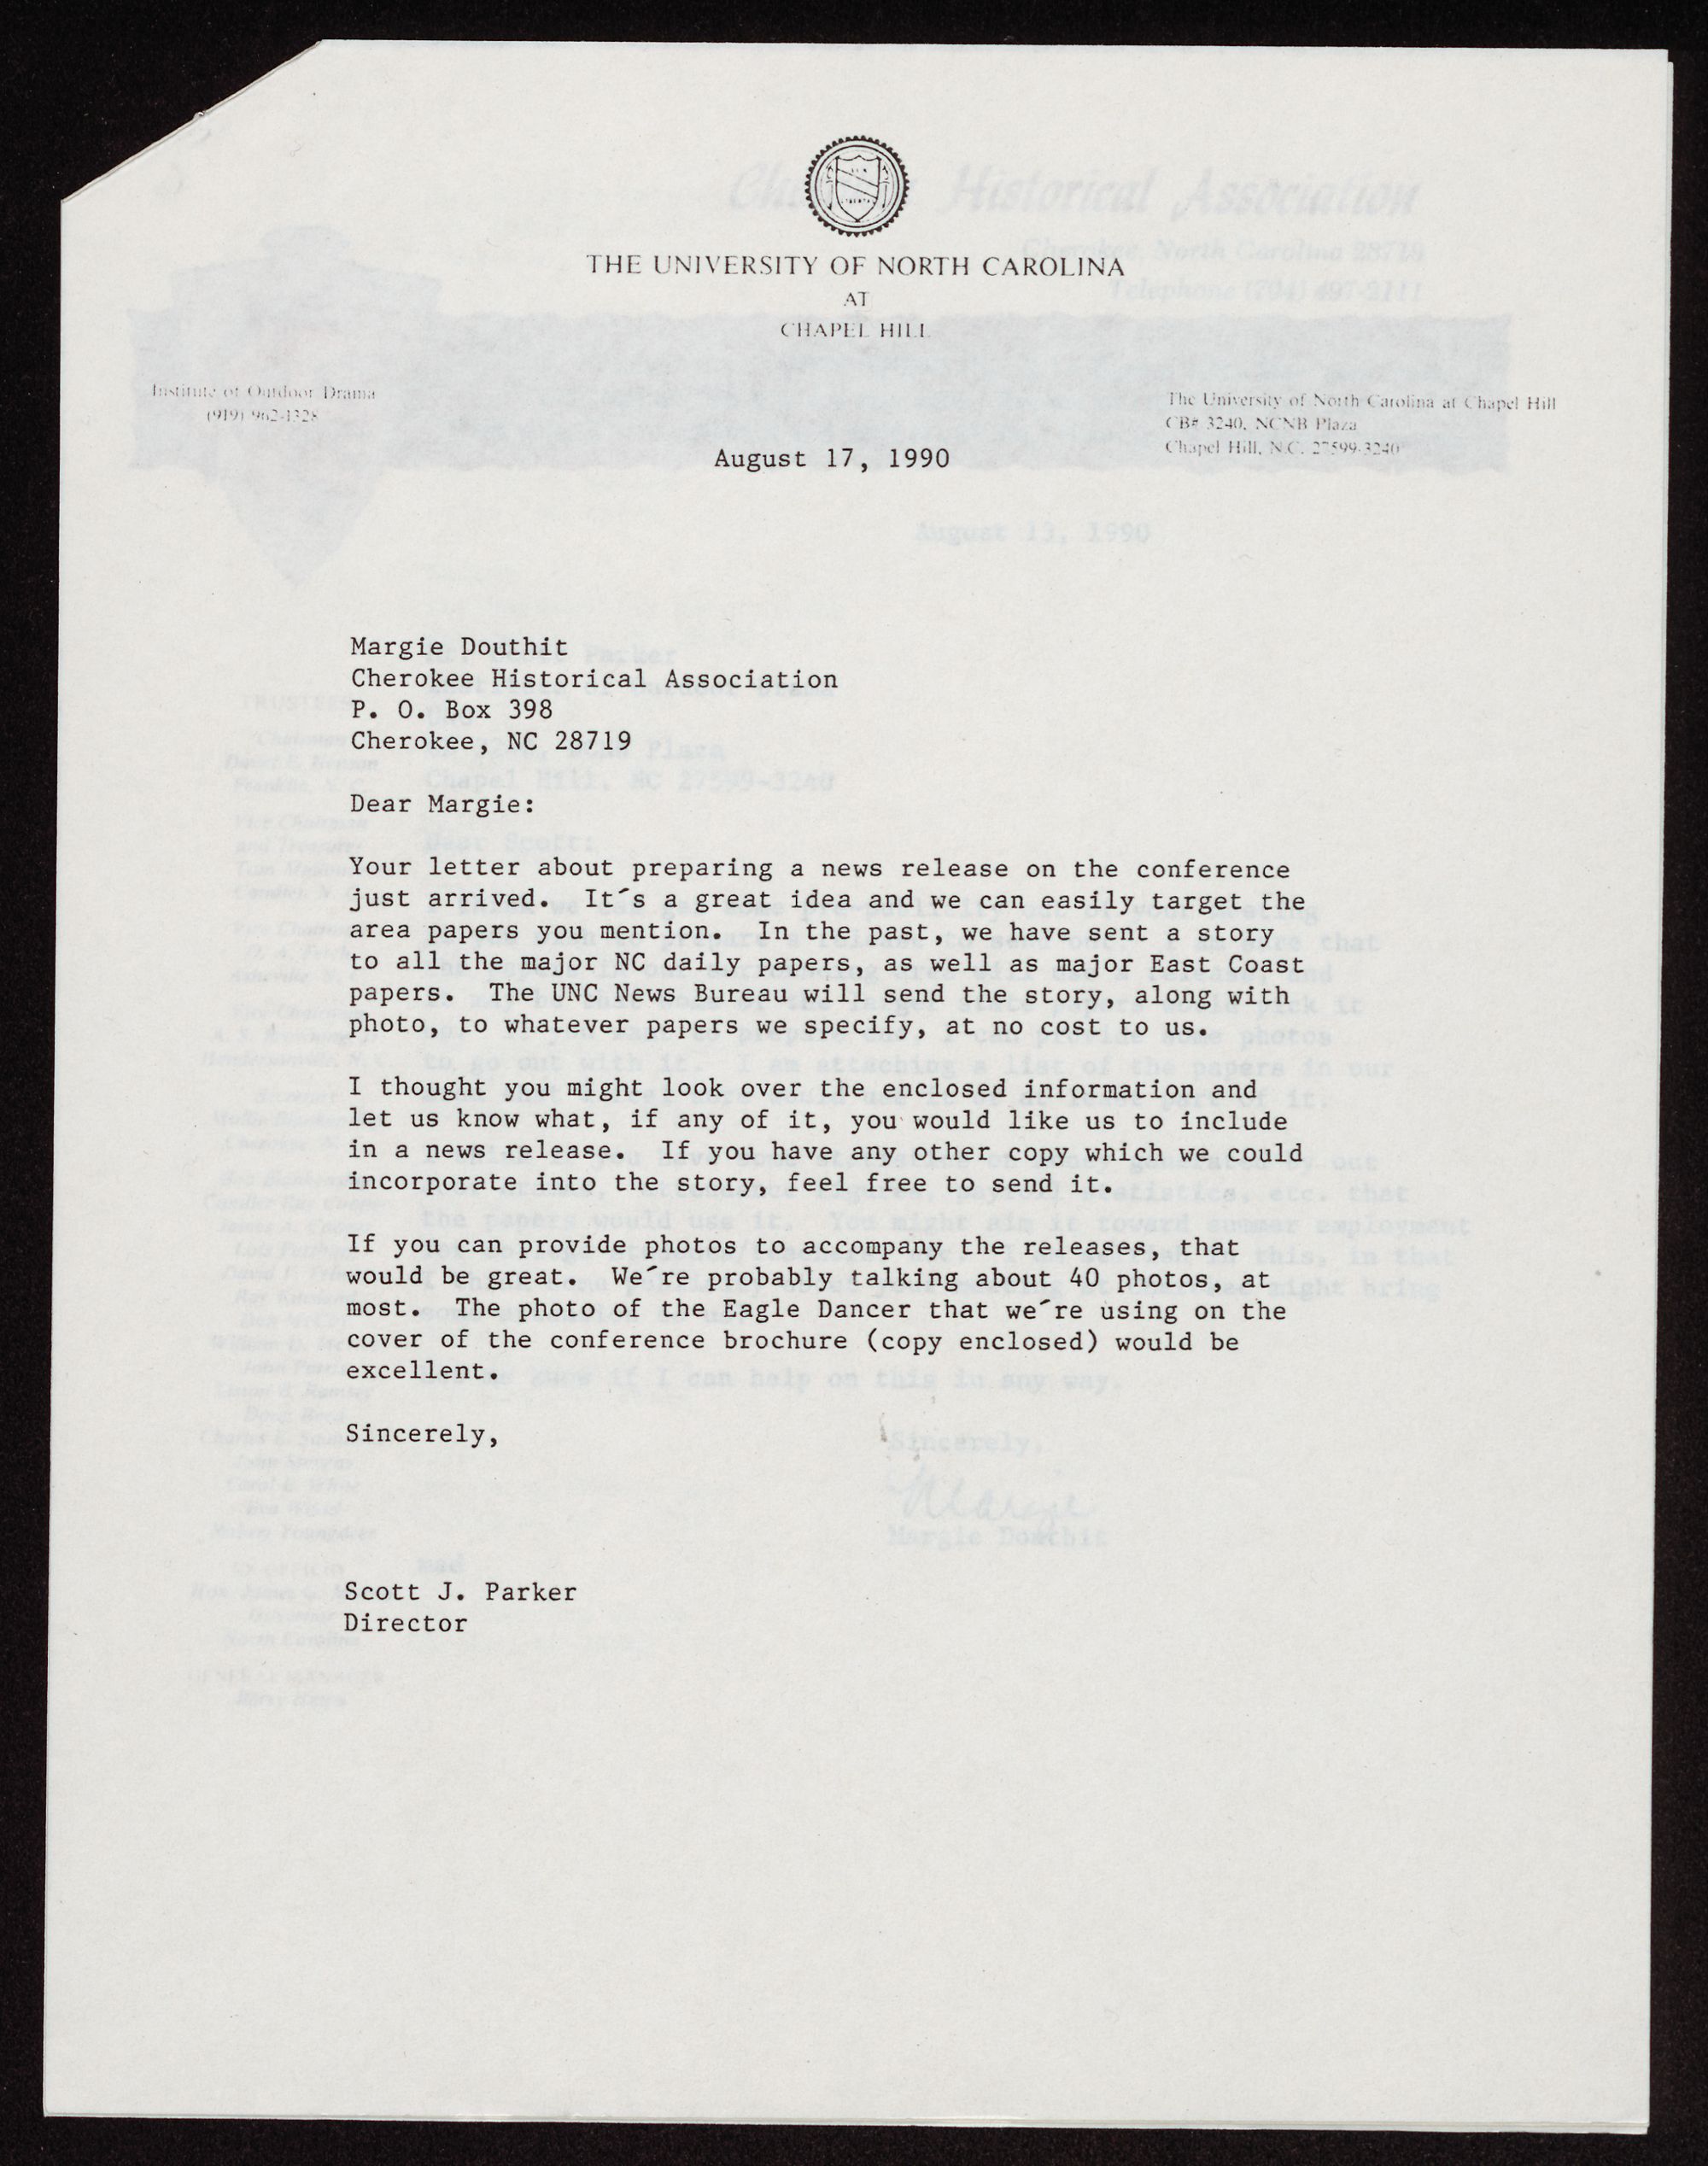 THE UNIVERSITY OF NORTH CAROLINA
AT
CHAPEL HILL
Institute of Outdoor Drama
(919) 962-1328
The University of North Carolina at Chapel Hill
CB# 3240, NCNB Plaza
Chapel Hill, N.C. 27599-3240
August 17, 1990
Margie Douthit
Cherokee Historical Association
P. O. Box 398
Cherokee, NC 28719
Dear Margie:
Your letter about preparing a news release on the conference
just arrived.  It´s a great idea and we can easily target the
area papers you mention.  In the past, we have sent a story
to all the major NC daily papers, as well as major East Coast
papers.  The UNC News Bureau will send the story, along with
photo, to whatever papers we specify, at no cost to us.
I thought you might look over the enclosed information and
let us know what, if any of it, you would like us to include
in a news release.  If you have any other copy which we could
incorporate into the story, feel free to send it.
If you can provide photos to accompany the releases, that
would be great.  We´re probably talking about 40 photos, at
most.  The photo of the Eagle Dancer that we´re using on the
cover of the conference brochure (copy enclosed) would be
excellent.
Sincerely,
Scott J. Parker
Director